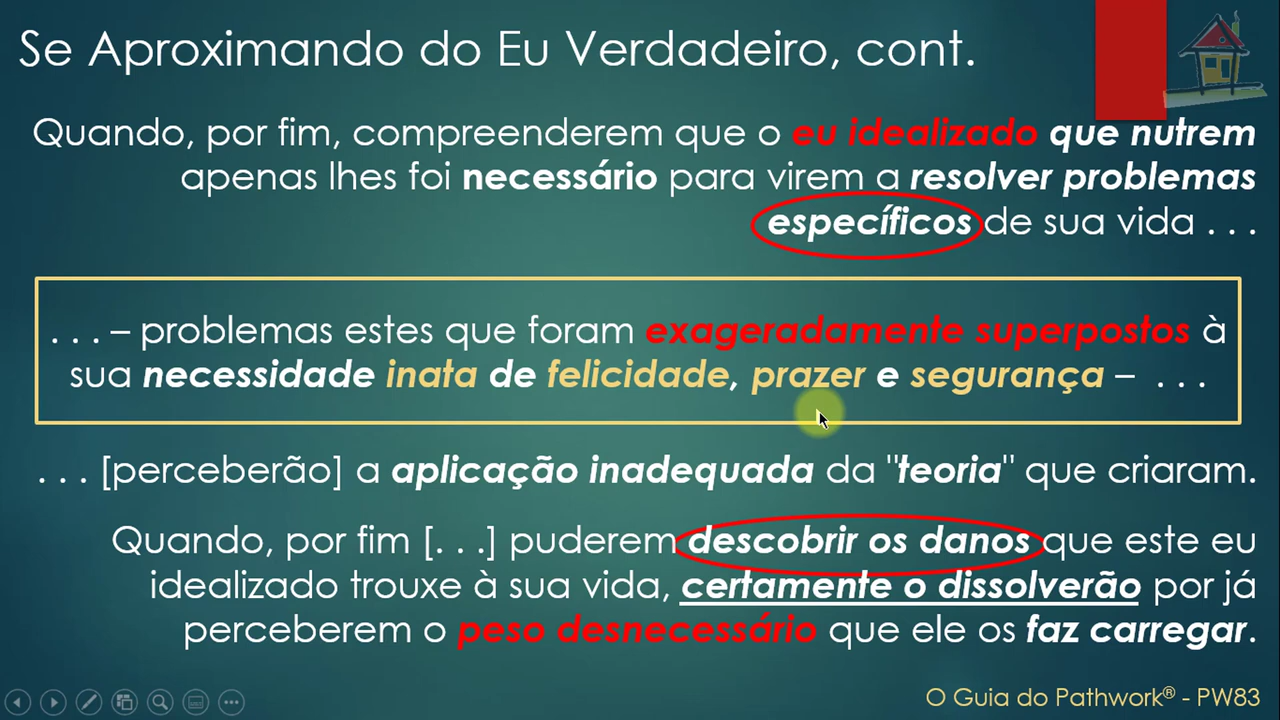 Se Aproximando do Eu Verdadeiro, cont.
Quando, por fim, compreenderem que o eu idealizado que nutrem
apenas lhes foi necessário para virem a resolver problemas
específicos de sua vida . . .
. . . – problemas estes que foram exageradamente superpostos à
sua necessidade inata de felicidade, prazer e segurança – . . .
. . . [perceberão] a aplicação inadequada da "teoria" que criaram.
Quando, por fim [. . .] puderem descobrir os danos que este eu
idealizado trouxe à sua vida, certamente o dissolverão por já
perceberem o peso desnecessário que ele os faz carregar.
O Guia do Pathwork® - PW83